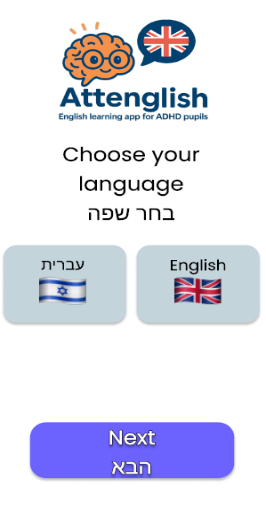 Attenglish
English learning app for ADHD pupils
Choose your
language
בחר שפה
עברית
English
Next
הבא